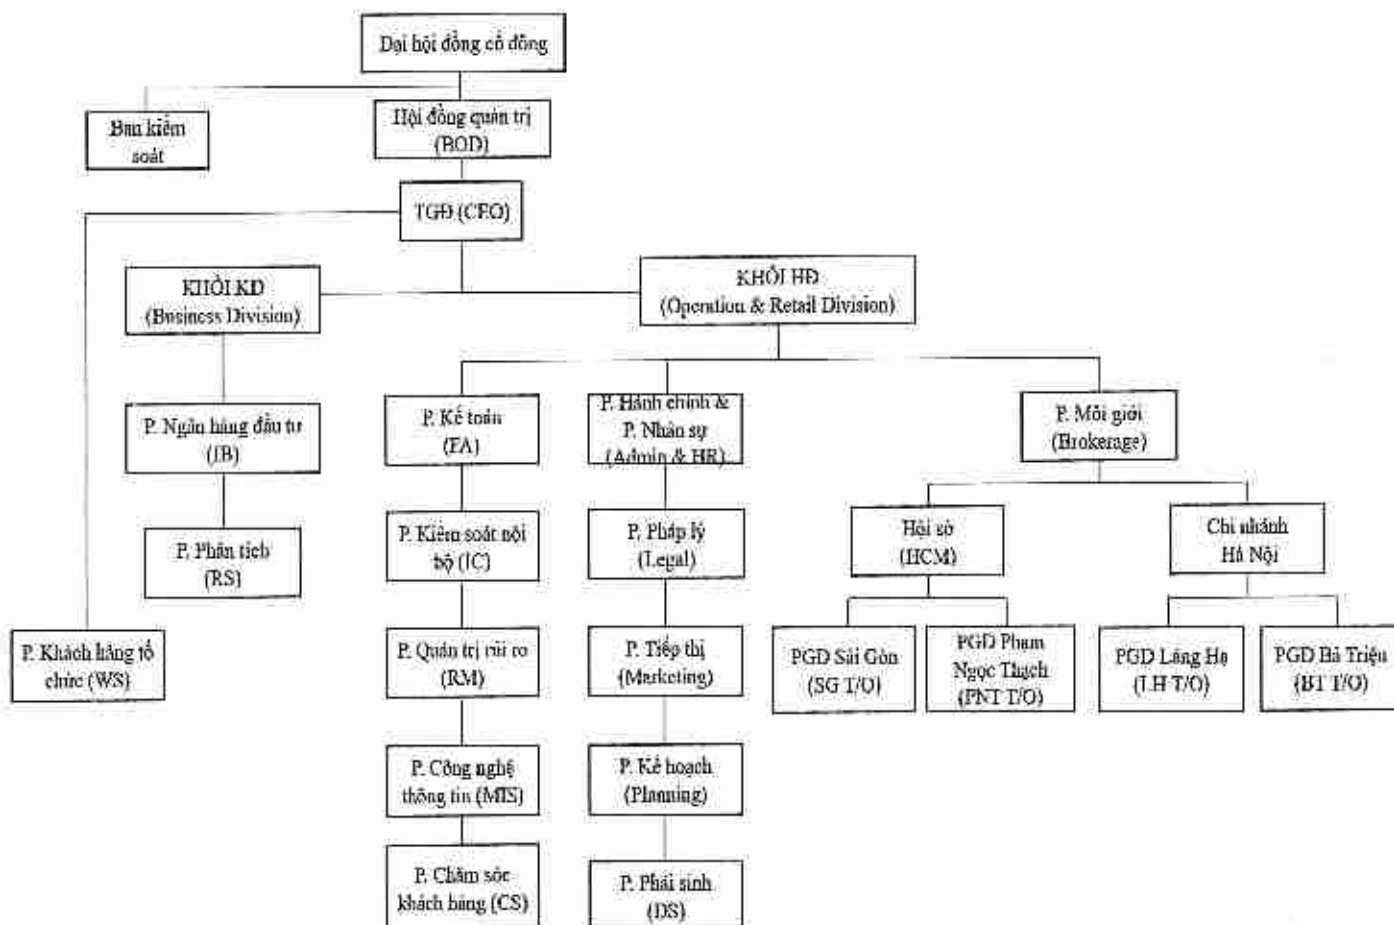 Đại hội đồng cổ đông
Ban kiểm
soát
Hội đồng quản trị
(BOD)
TGĐ (CEO)
KHỐI KD
(Business Division)
KHỐI HĐ
(Operation & Retail Division)
P. Ngân hàng đầu tư
(IB)
P. Kế toán
(FA)
P. Hành chính &
P. Nhân sự
(Admin & HR)
P. Môi giới
(Brokerage)
P. Phân tích
(RS)
P. Kiểm soát nội
bộ (IC)
P. Pháp lý
(Legal)
Hội sở
(HCM)
Chi nhánh
Hà Nội
P. Khách hàng tổ
chức (WS)
P. Quản trị rủi ro
(RM)
P. Tiếp thị
(Marketing)
PGD Sài Gòn
(SG T/O)
PGD Phạm
Ngọc Thạch
(PNT T/O)
PGD Láng Hạ
(LH T/O)
PGD Bà Triệu
(BT T/O)
P. Công nghệ
thông tin (MIS)
P. Kế hoạch
(Planning)
P. Chăm sóc
khách hàng (CS)
P. Phái sinh
(DS)